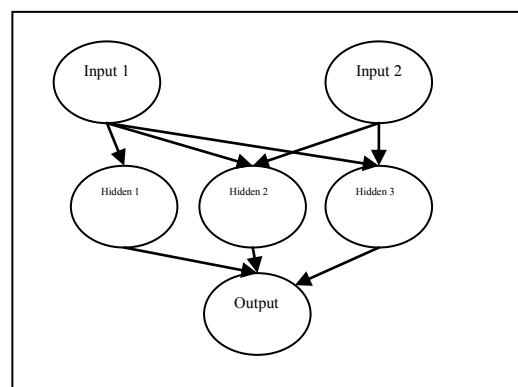 Input 1
Input 2
Hidden 1
Hidden 2
Hidden 3
Output